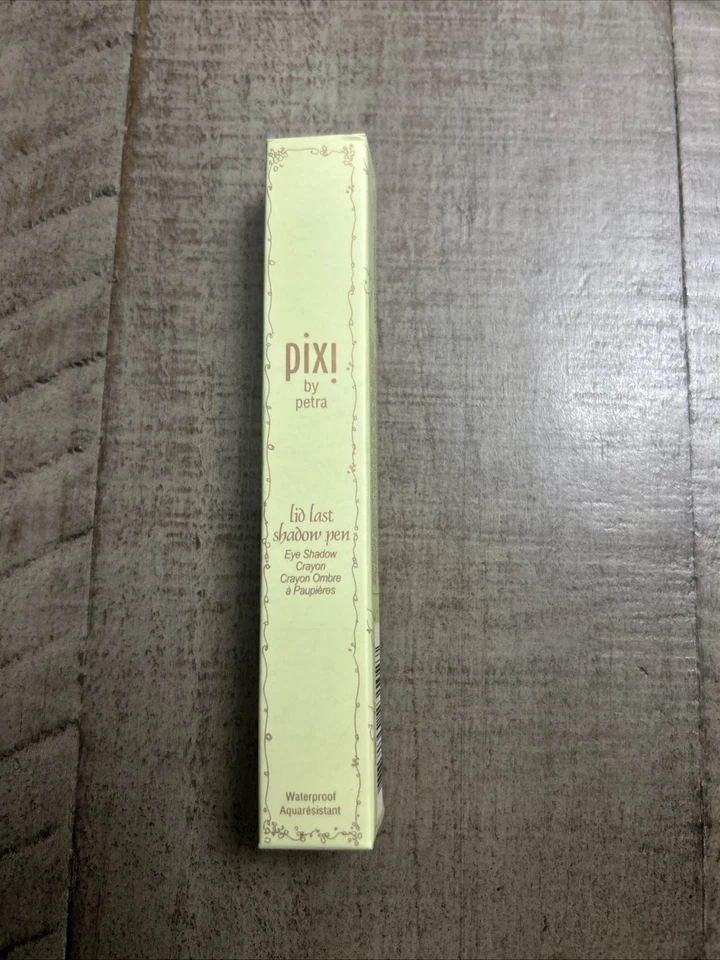 pixi
by
petra
lid last
shadow pen
Eye Shadow
Crayon
Crayon Ombre
à Paupières
Waterproof
Aquarésistant